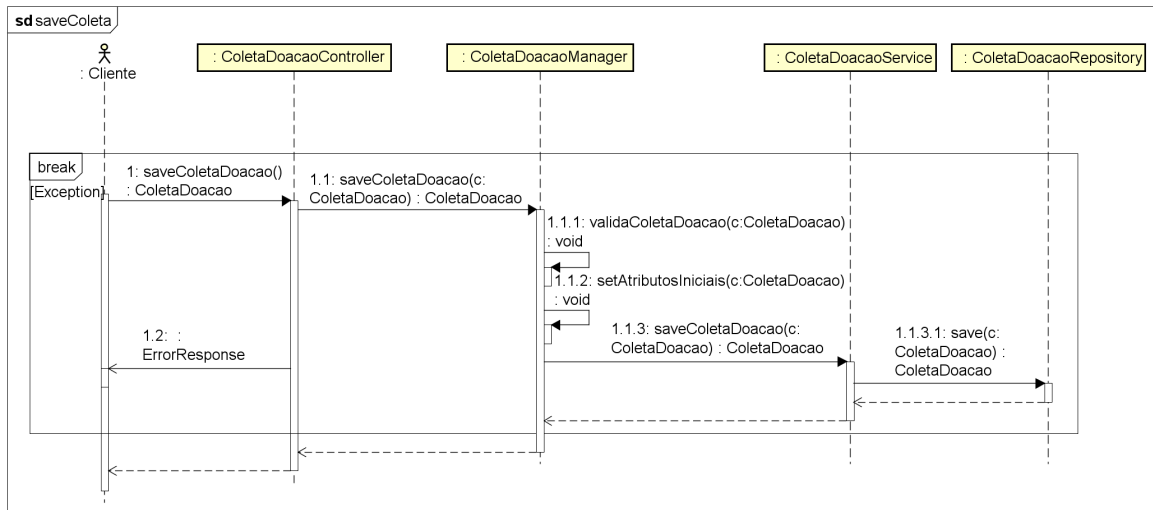 sd saveColeta
: Cliente
: ColetaDoacaoController
: ColetaDoacaoManager
: ColetaDoacaoService
: ColetaDoacaoRepository
break
[Exception]
1: saveColetaDoacao()
: ColetaDoacao
1.1: saveColetaDoacao(c:
ColetaDoacao) : ColetaDoacao
1.1.1: validaColetaDoacao(c:ColetaDoacao)
: void
1.1.2: setAtributosIniciais(c:ColetaDoacao)
: void
1.2: :
ErrorResponse
1.1.3: saveColetaDoacao(c:
ColetaDoacao) : ColetaDoacao
1.1.3.1: save(c:
ColetaDoacao) :
ColetaDoacao